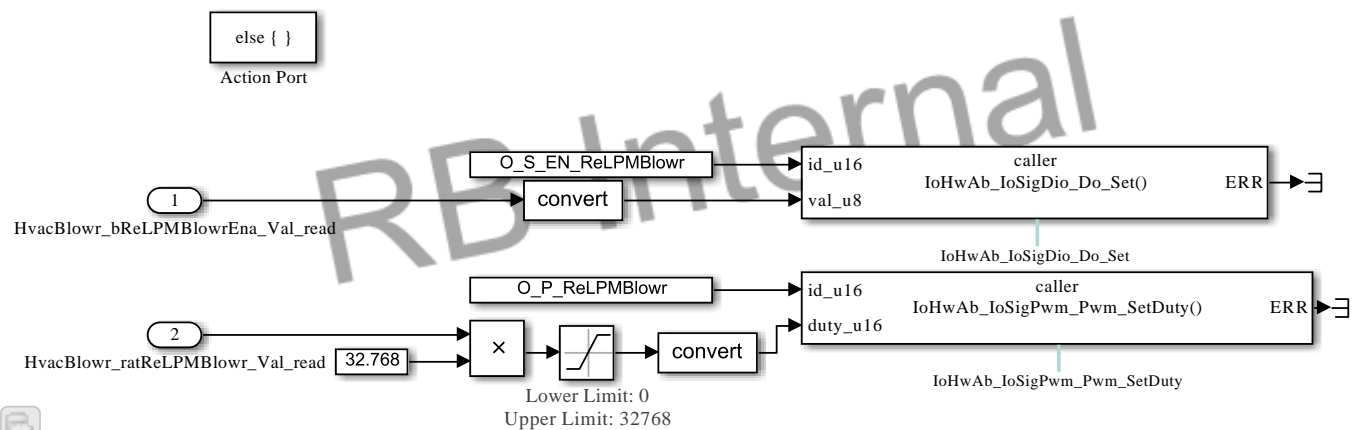 else { }
Action Port
RB Internal
O_S_EN_ReLPMBlowr
id_u16
caller
IoHwAb_IoSigDio_Do_Set()
ERR
1
convert
val_u8
HvacBlowr_bReLPMBlowrEna_Val_read
IoHwAb_IoSigDio_Do_Set
O_P_ReLPMBlowr
id_u16
caller
IoHwAb_IoSigPwm_Pwm_SetDuty()
ERR
2
×
convert
duty_u16
HvacBlowr_ratReLPMBlowr_Val_read
32.768
IoHwAb_IoSigPwm_Pwm_SetDuty
Lower Limit: 0
Upper Limit: 32768